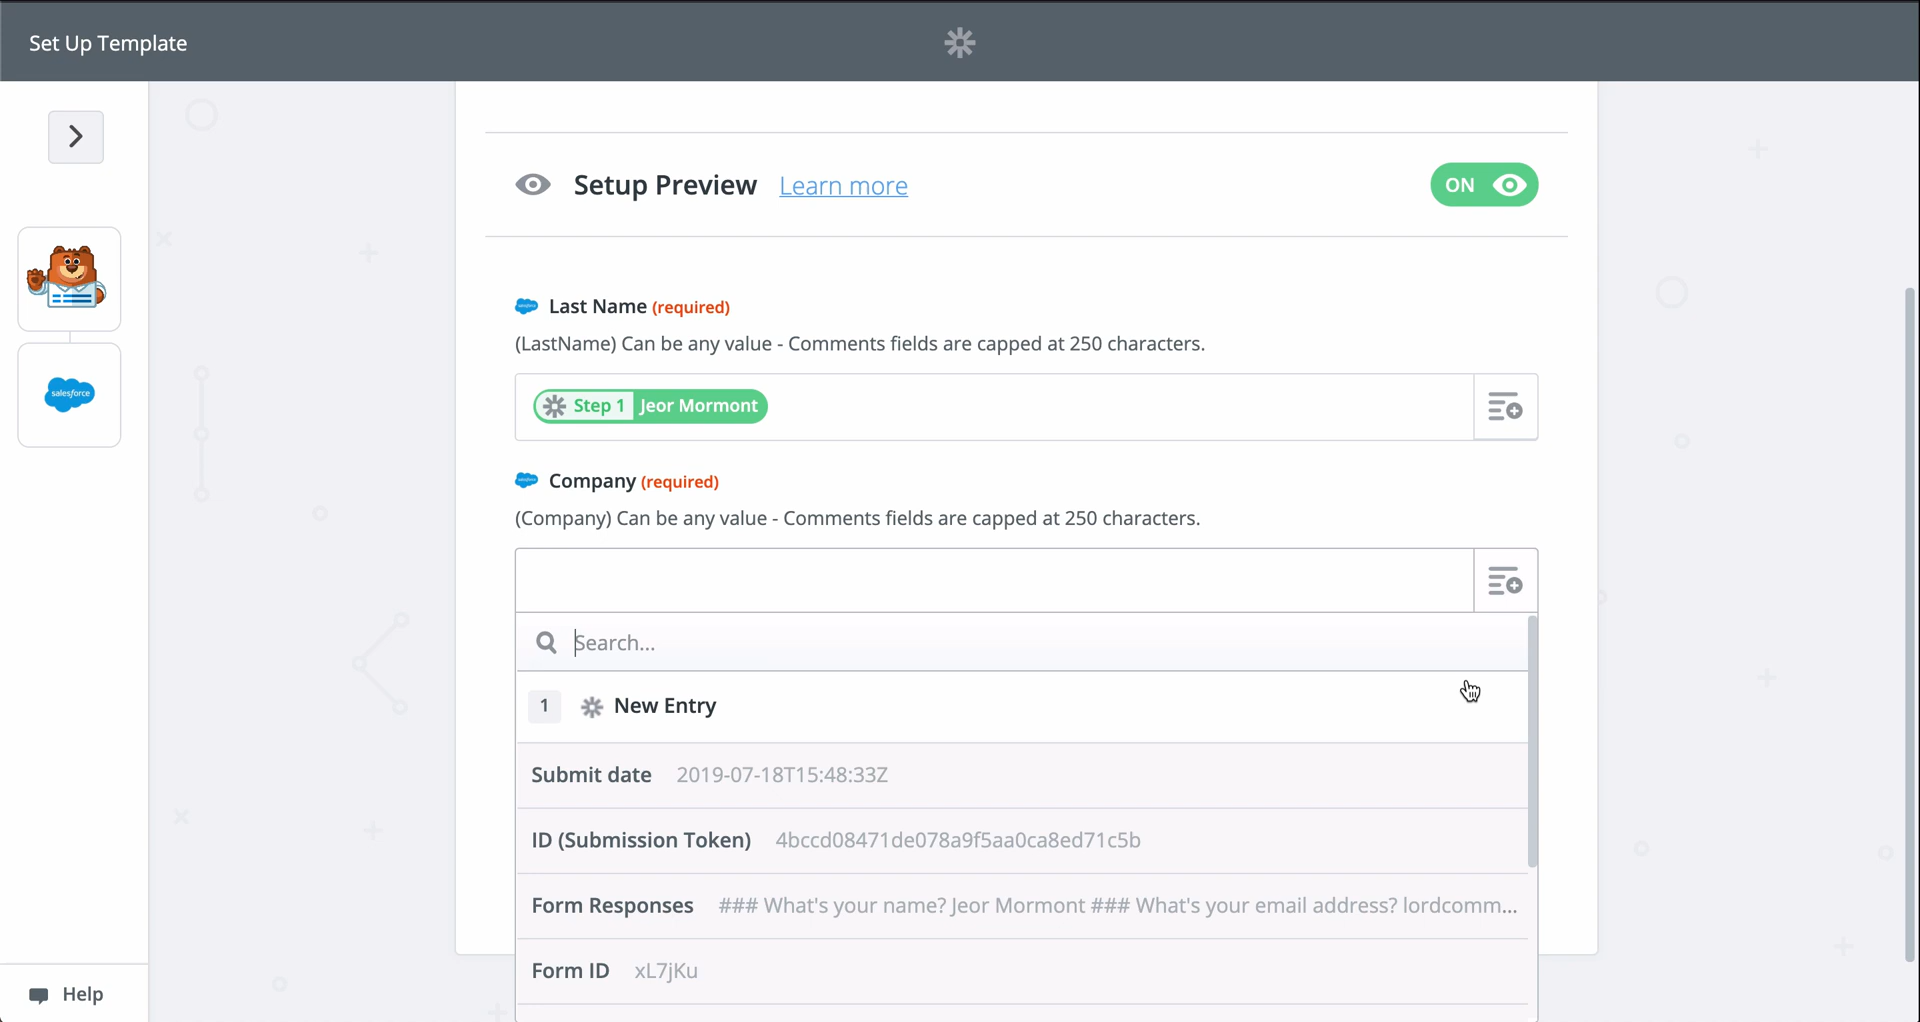 Set Up Template
Setup Preview Learn more ON
Last Name (required)
(LastName) Can be any value - Comments fields are capped at 250 characters.
Step 1 Jeor Mormont
salesforce
Company (required)
(Company) Can be any value - Comments fields are capped at 250 characters.
Search...
1 New Entry
Submit date 2019-07-18T15:48:33Z
ID (Submission Token) 4bccd08471de078a9f5aa0ca8ed71c5b
Form Responses ### What's your name? Jeor Mormont ### What's your email address? lordcomm...
Form ID xL7jKu
Help